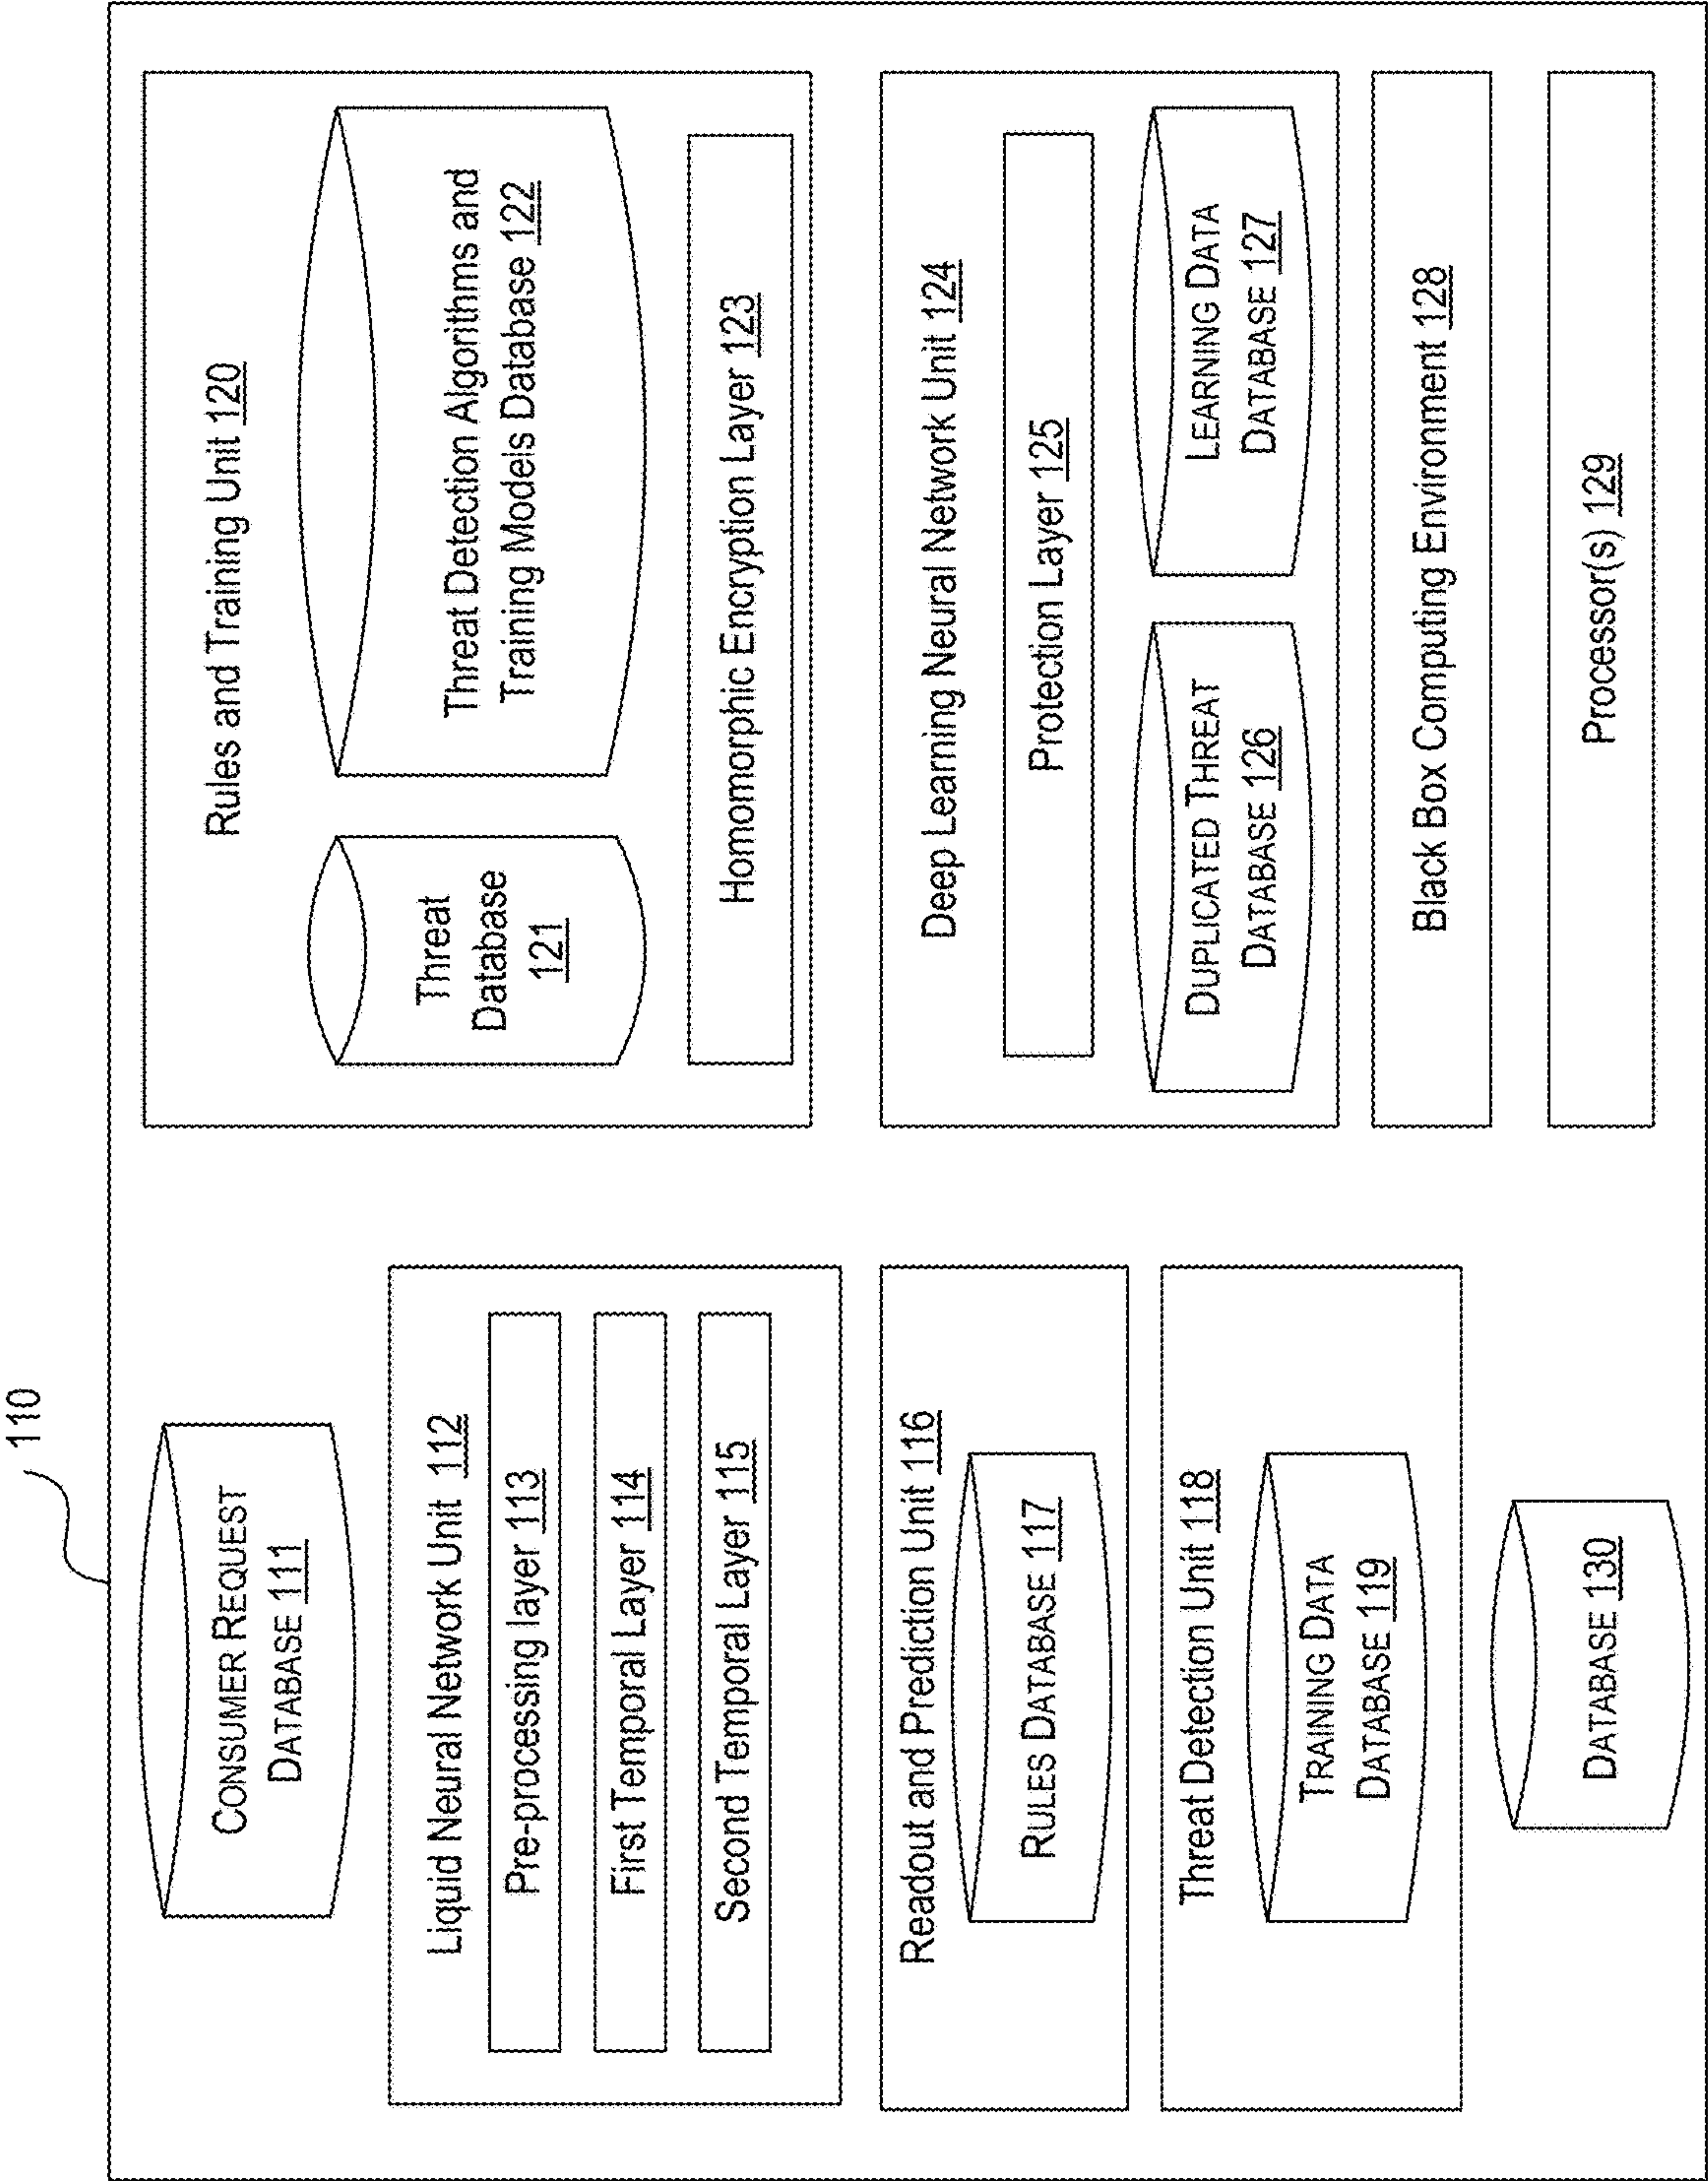 110
CONSUMER REQUEST
DATABASE 111
Liquid Neural Network Unit 112
Pre-processing layer 113
First Temporal Layer 114
Second Temporal Layer 115
Readout and Prediction Unit 116
RULES DATABASE 117
Threat Detection Unit 118
TRAINING DATA
DATABASE 119
DATABASE 130
Rules and Training Unit 120
Threat
Database
121
Threat Detection Algorithms and
Training Models Database 122
Homomorphic Encryption Layer 123
Deep Learning Neural Network Unit 124
Protection Layer 125
DUPLICATED THREAT
DATABASE 126
LEARNING DATA
DATABASE 127
Black Box Computing Environment 128
Processor(s) 129